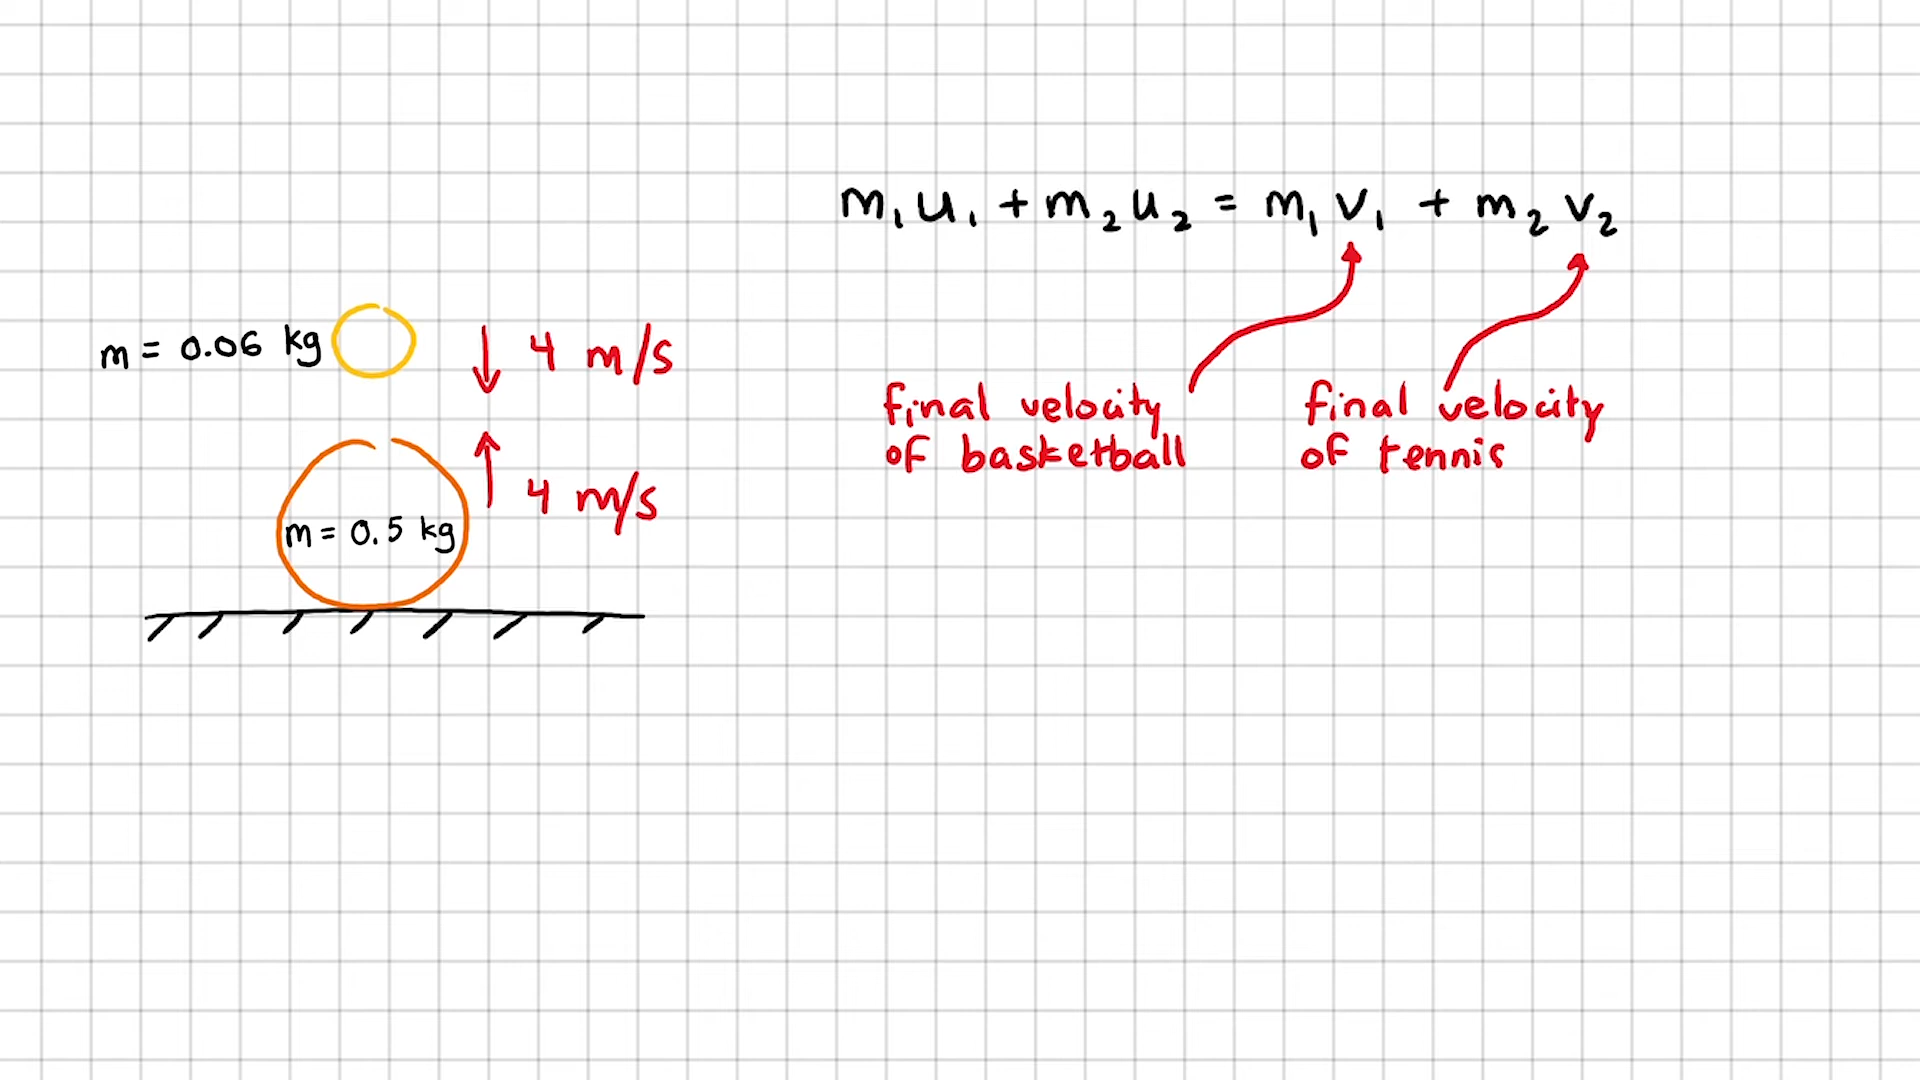 m₁u₁ + m₂u₂ = m₁v₁ + m₂v₂
m = 0.06 kg
4 m/s
final velocity
of basketball
final velocity
of tennis
4 m/s
m = 0.5 kg